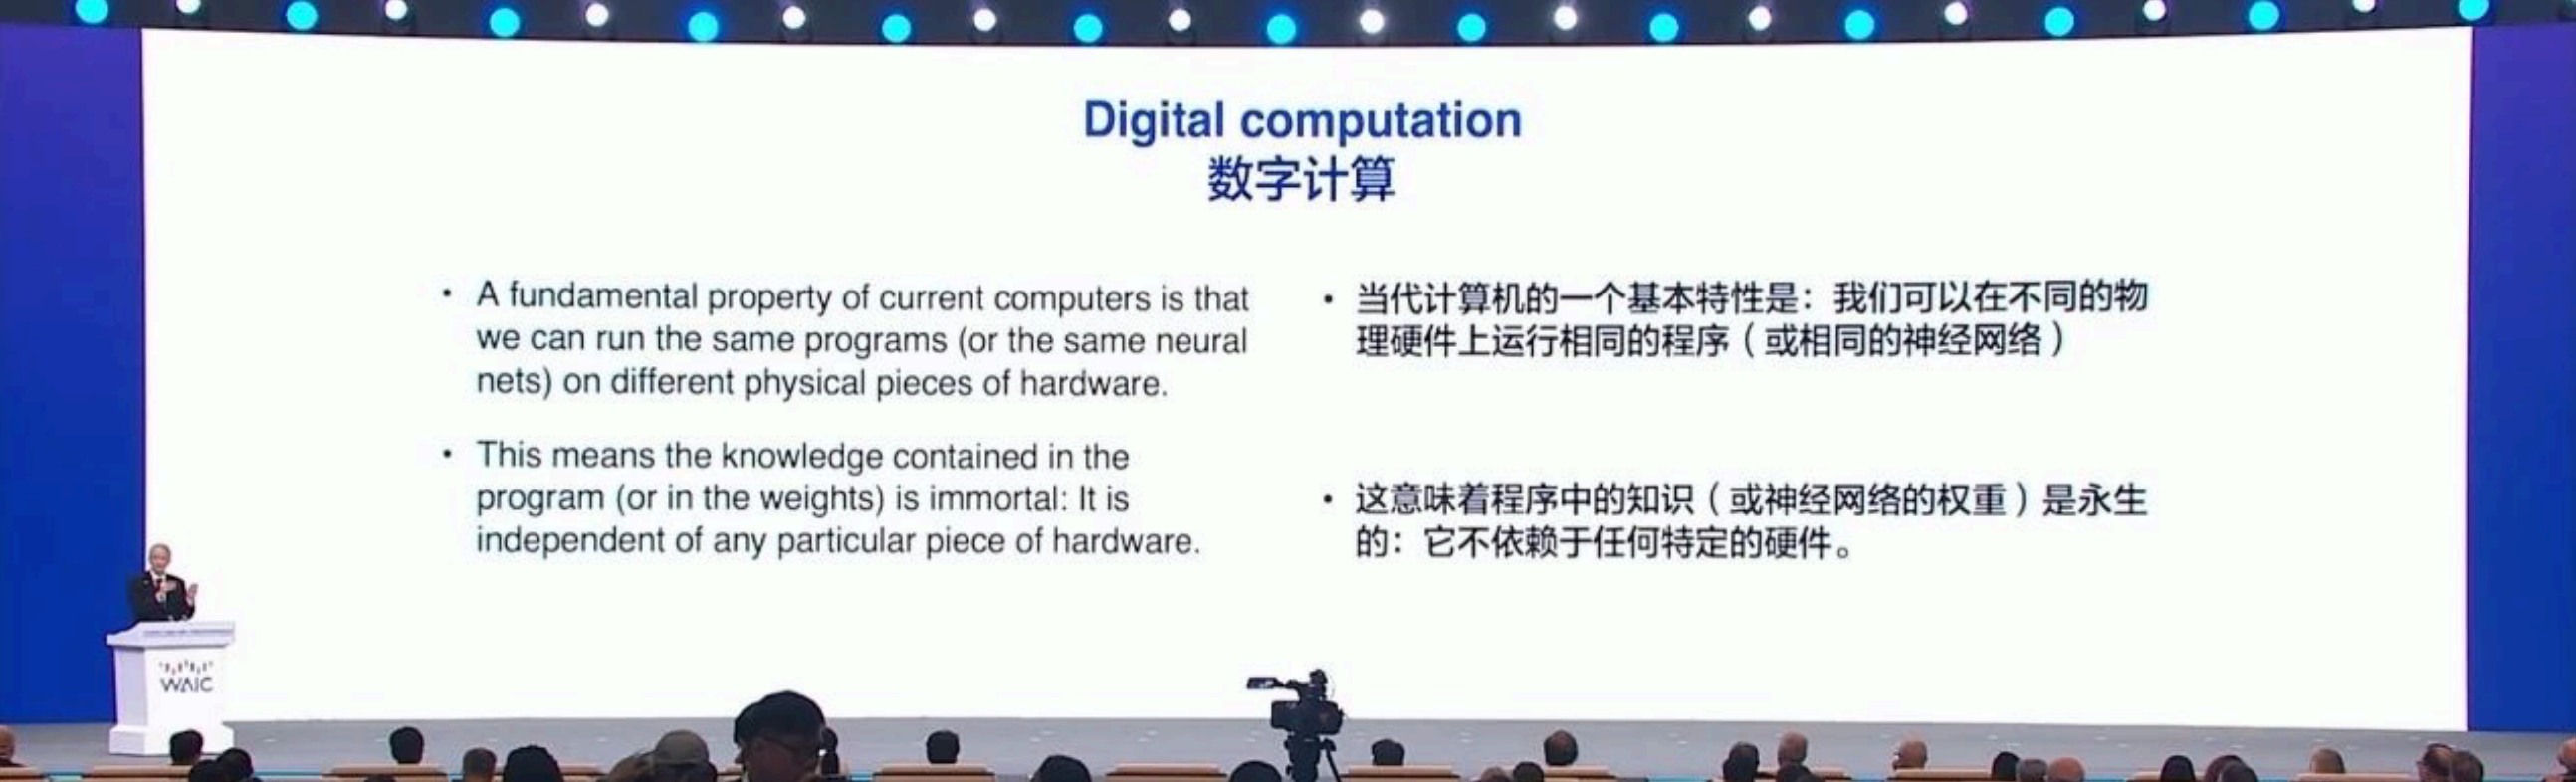 Digital computation
数字计算
• A fundamental property of current computers is that
we can run the same programs (or the same neural
nets) on different physical pieces of hardware.
• This means the knowledge contained in the
program (or in the weights) is immortal: It is
independent of any particular piece of hardware.
• 当代计算机的一个基本特性是：我们可以在不同的物
理硬件上运行相同的程序（或相同的神经网络）
• 这意味着程序中的知识（或神经网络的权重）是永生
的：它不依赖于任何特定的硬件。
WAIC